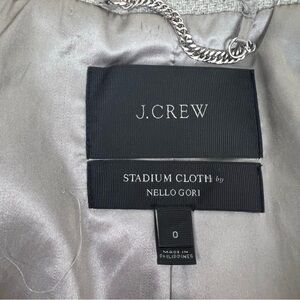 J.CREW
STADIUM CLOTH by
NELLO GORI
0
MADE IN
PHILIPPINES